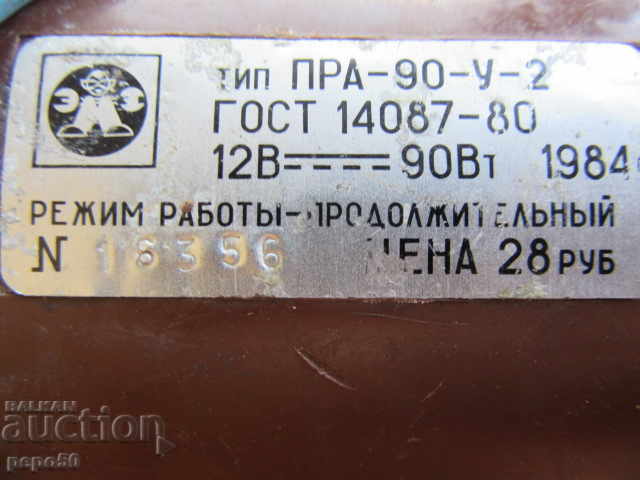 Э Э
тип ПРА-90-У-2
ГОСТ 14087-80
12В 90Вт 1984
РЕЖИМ РАБОТЫ-ПРОДОЛЖИТЕЛЬНЫЙ
N 18356 ЦЕНА 28 РУБ
BALKAN
auction
pepo50